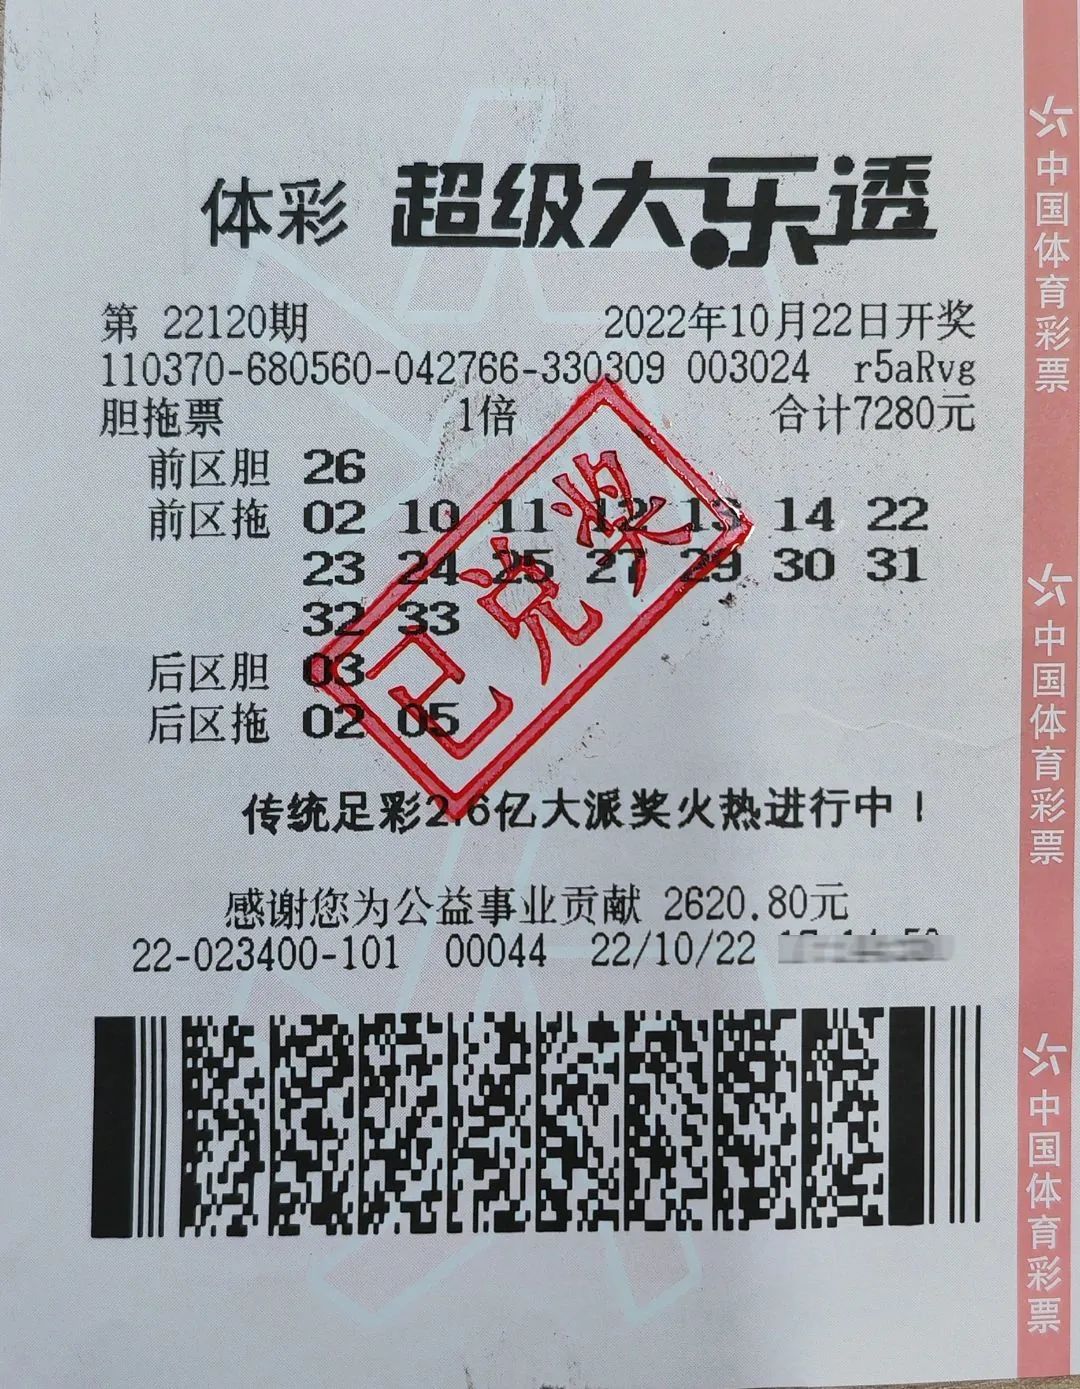 体彩 超级大乐透
第 22120期 2022年10月22日开奖
110370-680560-042766-330309 003024 r5aRvg
胆拖票 1倍 合计7280元
前区胆 26
前区拖 02 10 11 12 13 14 22
23 24 25 27 29 30 31
32 33
后区胆 03
后区拖 02 05
已兑奖
传统足彩2.6亿大派奖火热进行中！
感谢您为公益事业贡献 2620.80元
22-023400-101 00044 22/10/22
中国体育彩票
中国体育彩票
中国体育彩票